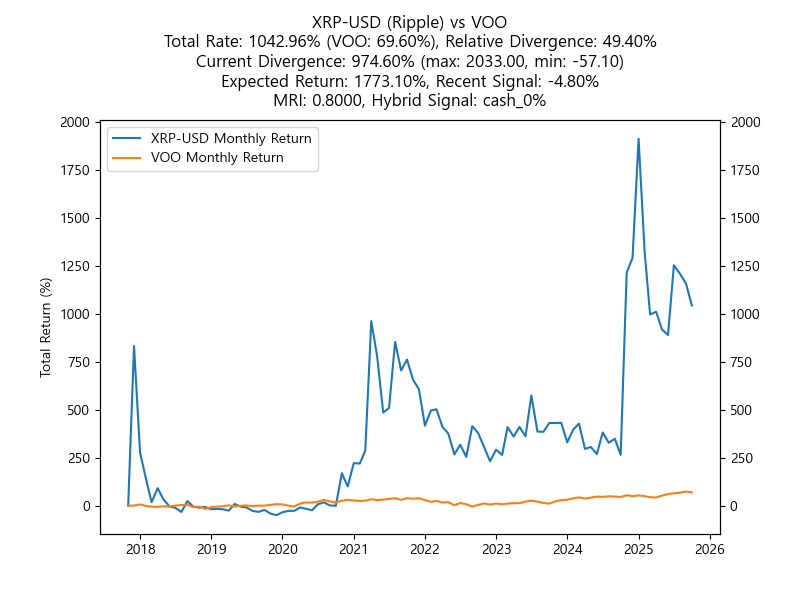 XRP-USD (Ripple) vs VOO
Total Rate: 1042.96% (VOO: 69.60%), Relative Divergence: 49.40%
Current Divergence: 974.60% (max: 2033.00, min: -57.10)
Expected Return: 1773.10%, Recent Signal: -4.80%
MRI: 0.8000, Hybrid Signal: cash_0%
XRP-USD Monthly Return
VOO Monthly Return
Total Return (%)
2000
1750
1500
1250
1000
750
500
250
0
2000
1750
1500
1250
1000
750
500
250
0
2018 2019 2020 2021 2022 2023 2024 2025 2026